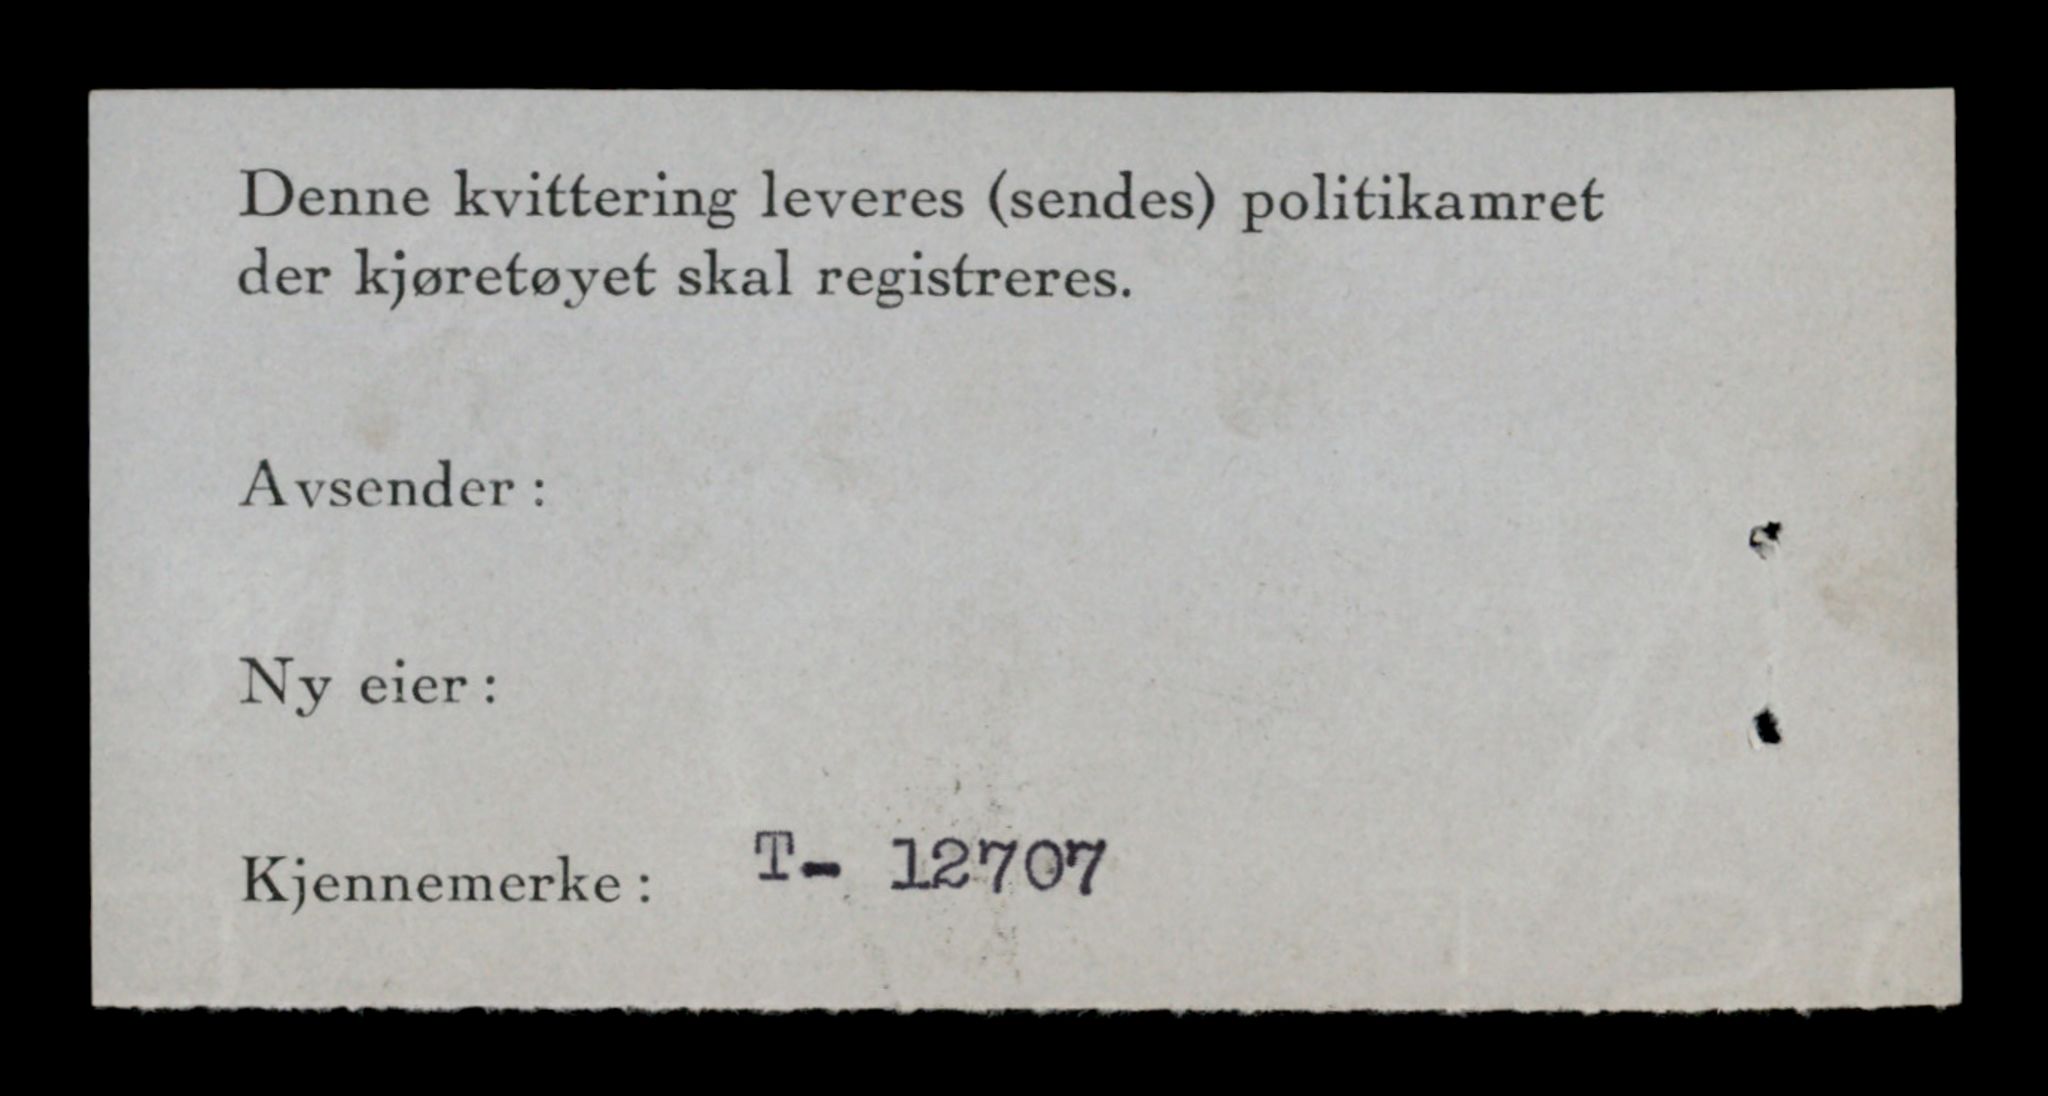 Denne kvittering leveres (sendes) politikamret
der kjøretøyet skal registreres.
Avsender :
Ny eier :
Kjennemerke : T- 12707